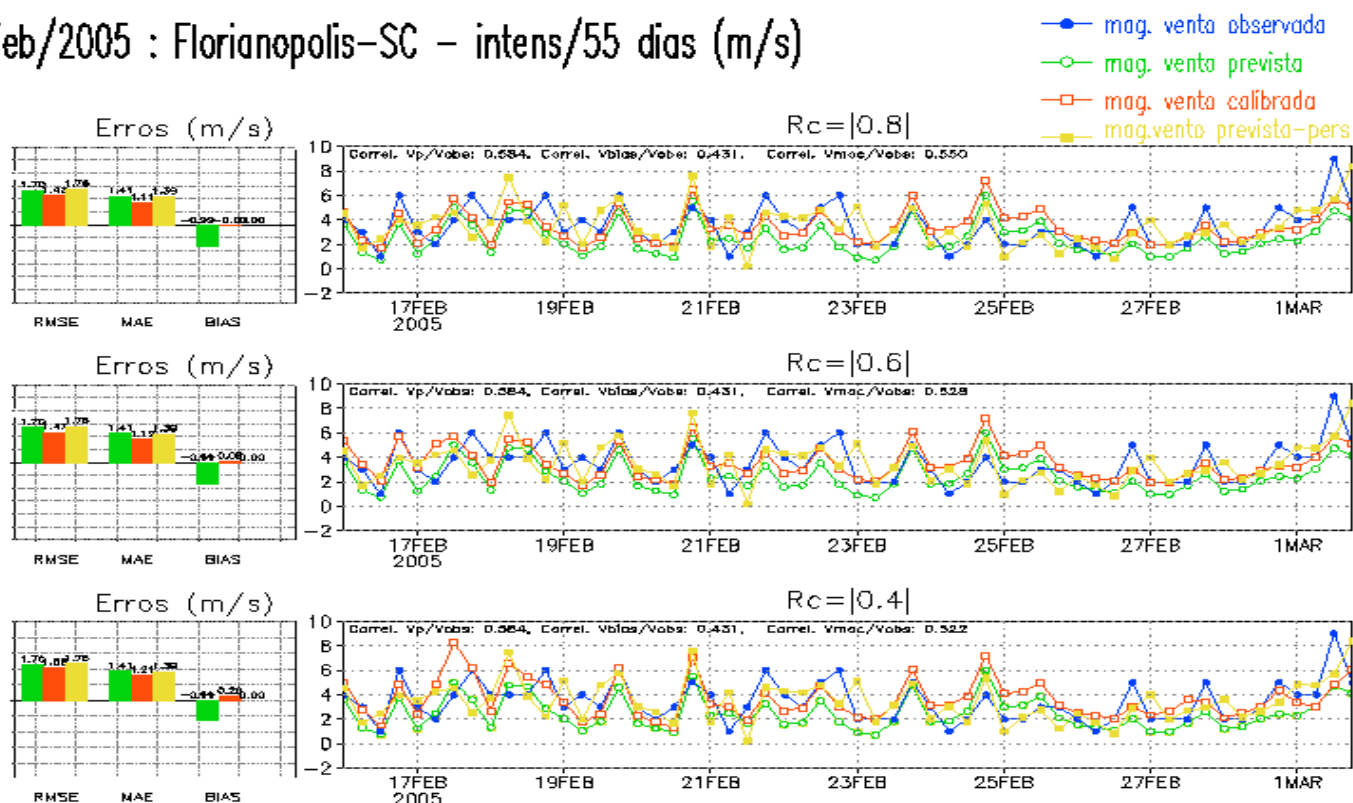 eb/2005 : Florianopolis-SC - intens/55 dias (m/s)
mag. vento observada
mag. vento prevista
mag. vento calibrada
mag.vento prevista-pers
Erros (m/s)
Rc=|0.8|
Correl. Vp/Vobs: 0.584, Correl. Vbias/Vobs: 0.431, Correl. Vmoc/Vobs: 0.550
10
8
6
4
2
0
-2
1.41 1.11 1.39
RMSE MAE BIAS
17FEB 19FEB 21FEB 23FEB 25FEB 27FEB 1MAR
2005
Erros (m/s)
Rc=|0.6|
Correl. Vp/Vobs: 0.584, Correl. Vbias/Vobs: 0.431, Correl. Vmoc/Vobs: 0.528
10
8
6
4
2
0
-2
RMSE MAE BIAS
17FEB 19FEB 21FEB 23FEB 25FEB 27FEB 1MAR
2005
Erros (m/s)
Rc=|0.4|
Correl. Vp/Vobs: 0.584, Correl. Vbias/Vobs: 0.431, Correl. Vmoc/Vobs: 0.522
10
8
6
4
2
0
-2
RMSE MAE BIAS
17FEB 19FEB 21FEB 23FEB 25FEB 27FEB 1MAR
2005